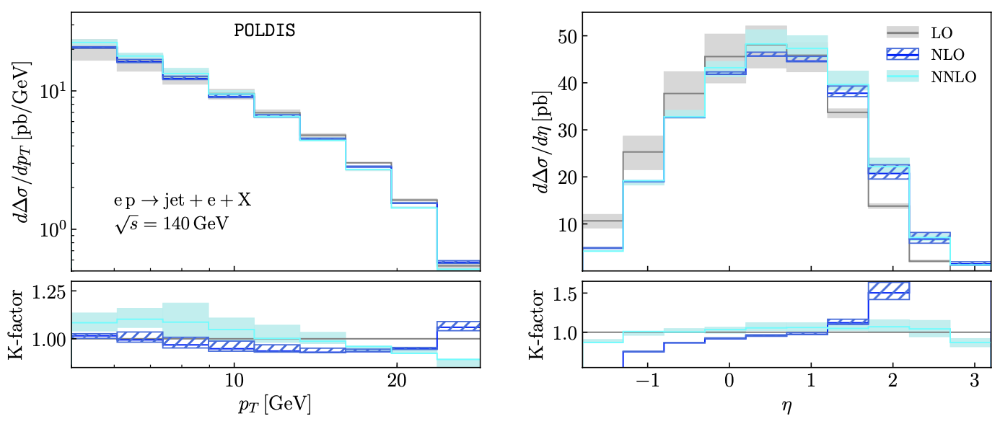 POLDIS
dΔσ/dp_T [pb/GeV]
10¹
10⁰
e p → jet + e + X
√s = 140 GeV
K-factor
1.25
1.00
10
20
p_T [GeV]
dΔσ/dη [pb]
50
40
30
20
10
LO
NLO
NNLO
K-factor
1.5
1.0
−1
0
1
2
3
η